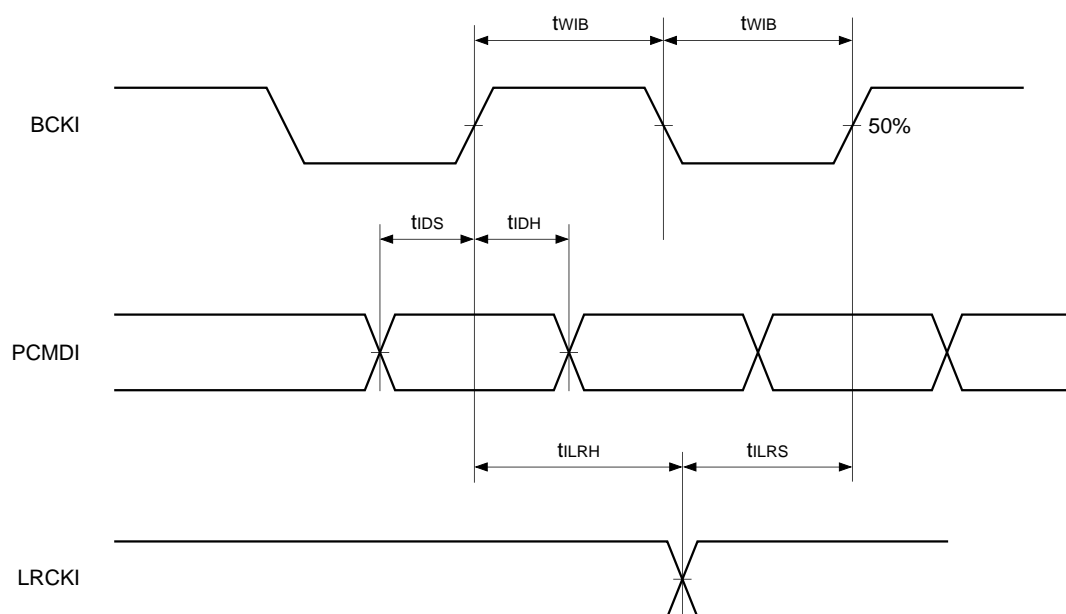 tWIB tWIB
BCKI
50%
tIDS tIDH
PCMDI
tILRH tILRS
LRCKI